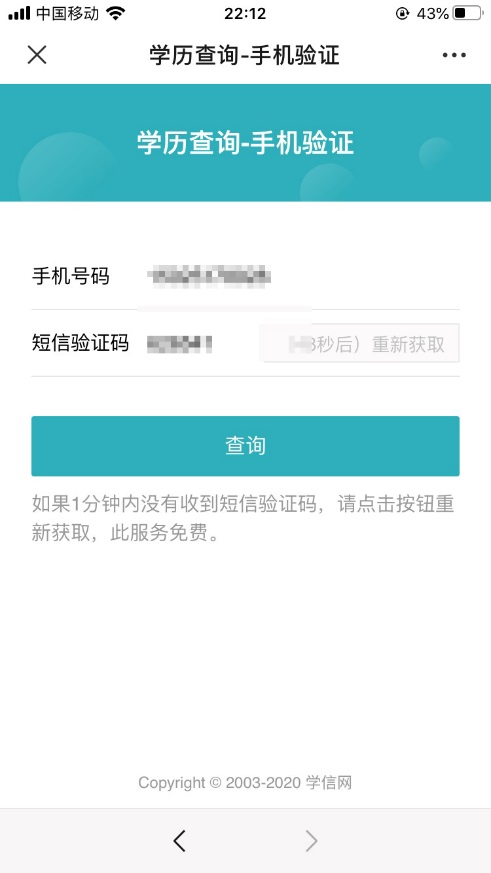 中国移动 22:12 43%
学历查询-手机验证
学历查询-手机验证
手机号码
短信验证码 秒后）重新获取
查询
如果1分钟内没有收到短信验证码，请点击按钮重
新获取，此服务免费。
Copyright © 2003-2020 学信网